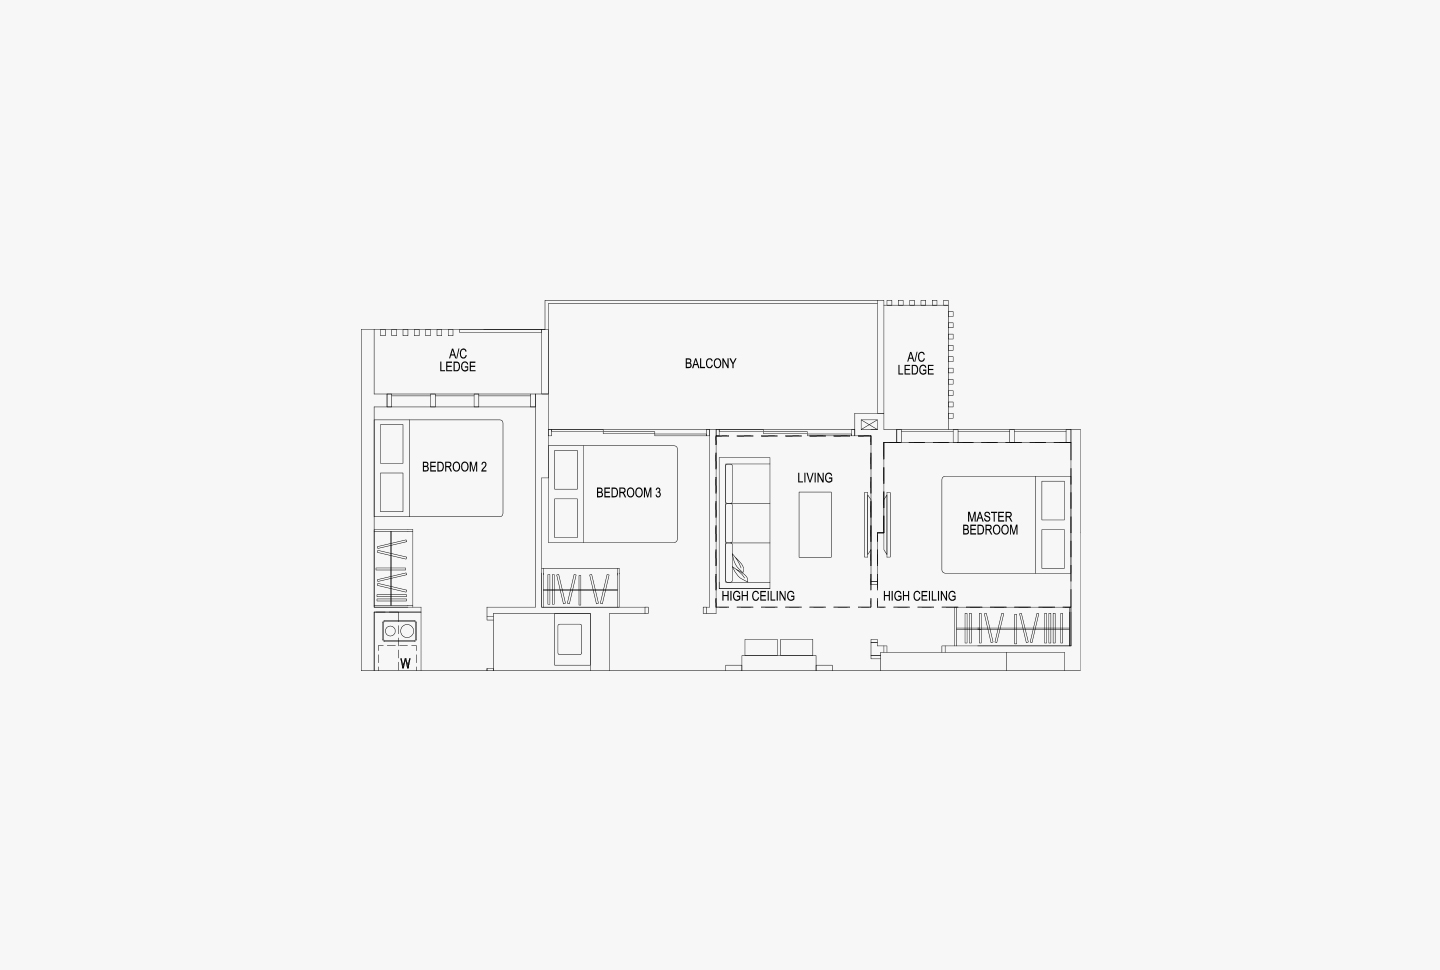 A/C
LEDGE
BALCONY
A/C
LEDGE
BEDROOM 2
BEDROOM 3
LIVING
MASTER
BEDROOM
HIGH CEILING
HIGH CEILING
W